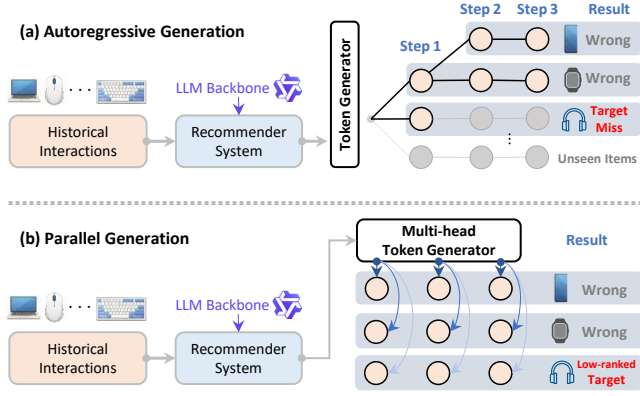 (a) Autoregressive Generation
Step 1
Step 2
Step 3
Result
LLM Backbone
Historical
Interactions
Recommender
System
Token Generator
Wrong
Wrong
Target
Miss
Unseen Items
(b) Parallel Generation
Multi-head
Token Generator
Result
LLM Backbone
Historical
Interactions
Recommender
System
Wrong
Wrong
Low-ranked
Target